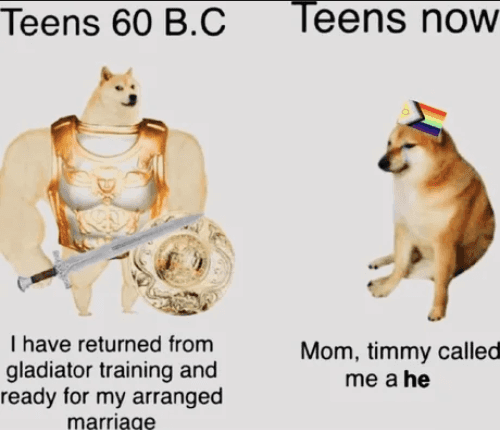 Teens 60 B.C
Teens now
I have returned from
gladiator training and
ready for my arranged
marriage
Mom, timmy called
me a he